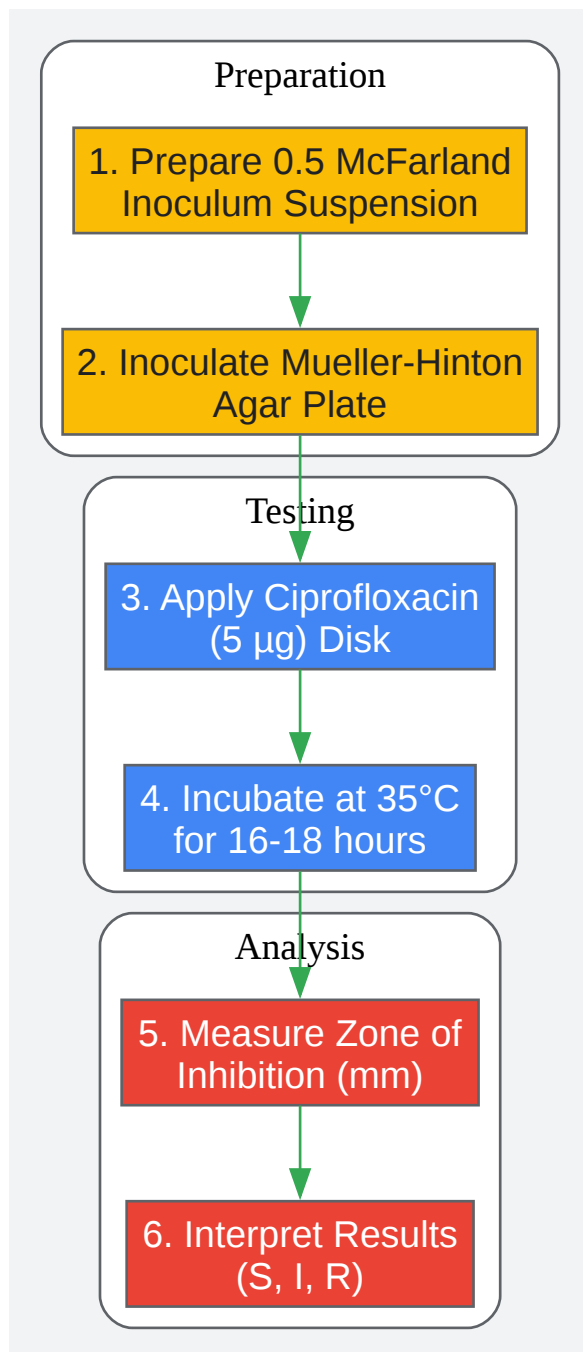 Preparation
1. Prepare 0.5 McFarland
Inoculum Suspension
2. Inoculate Mueller-Hinton
Agar Plate
Testing
3. Apply Ciprofloxacin
(5 µg) Disk
4. Incubate at 35°C
for 16-18 hours
Analysis
5. Measure Zone of
Inhibition (mm)
6. Interpret Results
(S, I, R)